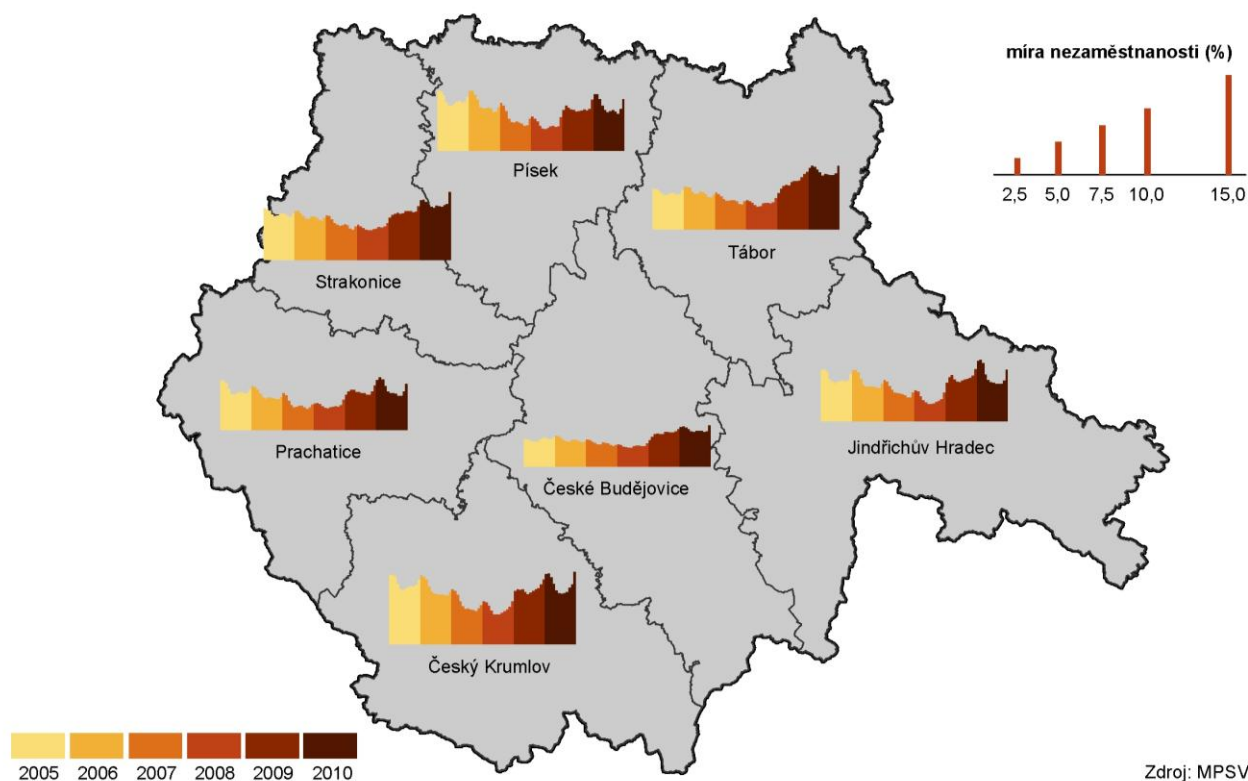 míra nezaměstnanosti (%)
2,5 5,0 7,5 10,0 15,0
Písek
Tábor
Strakonice
Prachatice
České Budějovice
Jindřichův Hradec
Český Krumlov
2005 2006 2007 2008 2009 2010
Zdroj: MPSV